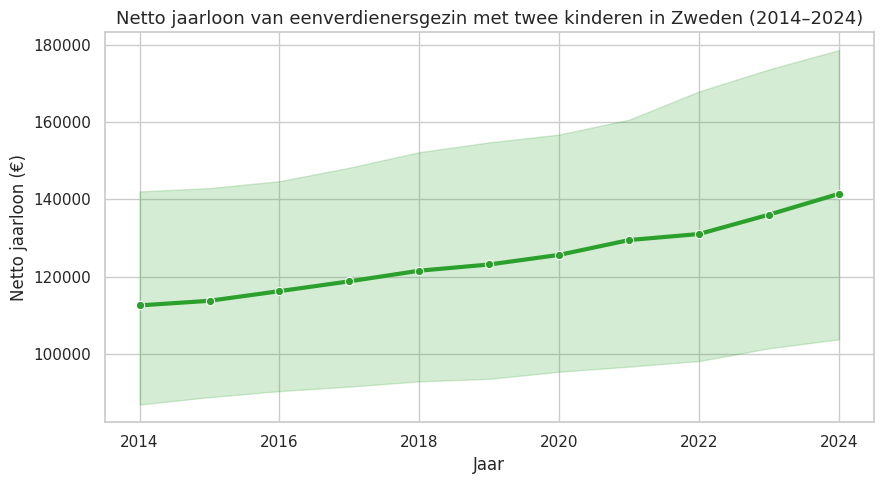 Netto jaarloon van eenverdienersgezin met twee kinderen in Zweden (2014–2024)
180000
160000
140000
120000
100000
Netto jaarloon (€)
2014 2016 2018 2020 2022 2024
Jaar